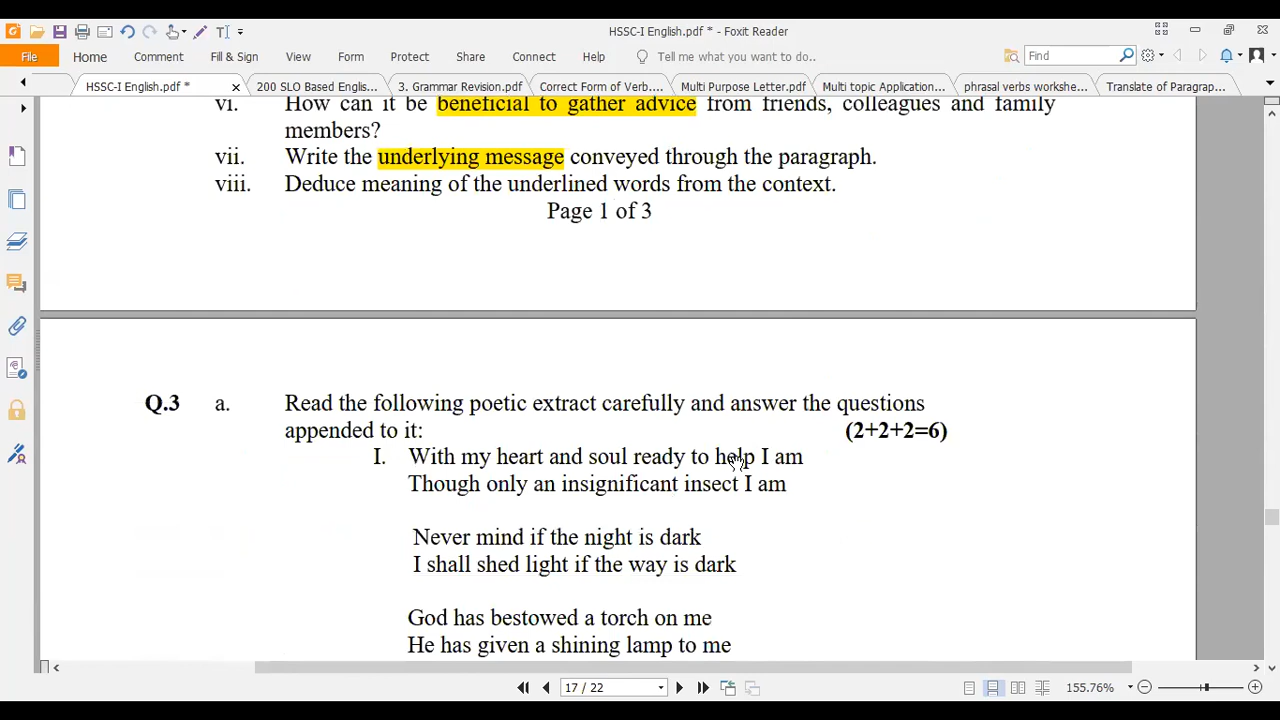 HSSC-I English.pdf * - Foxit Reader
File Home Comment Fill & Sign View Form Protect Share Connect Help Tell me what you want to do.. Find
HSSC-I English.pdf * 200 SLO Based Englis... 3. Grammar Revision.pdf Correct Form of Verb.... Multi Purpose Letter.pdf Multi topic Application... phrasal verbs workshe... Translate of Paragrap...
vi. How can it be beneficial to gather advice from friends, colleagues and family
members?
vii. Write the underlying message conveyed through the paragraph.
viii. Deduce meaning of the underlined words from the context.
Page 1 of 3
Q.3 a. Read the following poetic extract carefully and answer the questions
appended to it: (2+2+2=6)
I. With my heart and soul ready to help I am
Though only an insignificant insect I am
Never mind if the night is dark
I shall shed light if the way is dark
God has bestowed a torch on me
He has given a shining lamp to me
17 / 22 155.76%